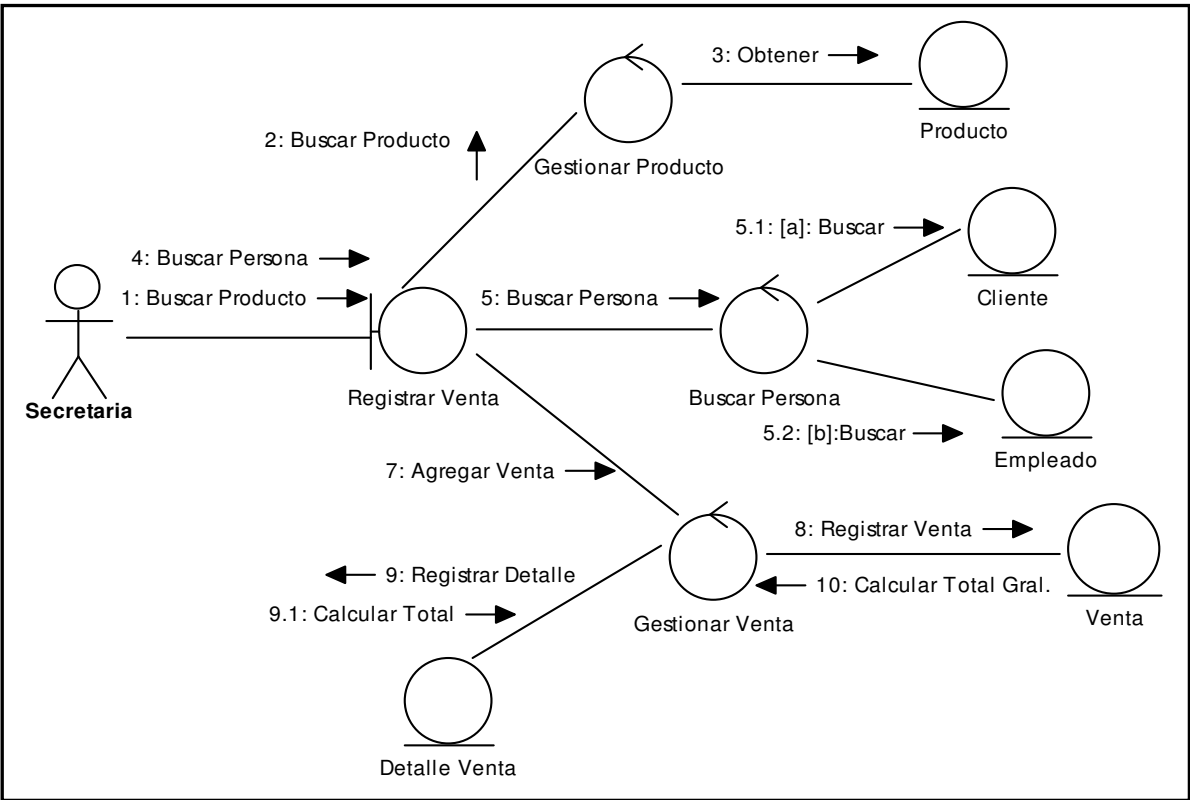 3: Obtener
Producto
2: Buscar Producto
Gestionar Producto
5.1: [a]: Buscar
4: Buscar Persona
1: Buscar Producto
5: Buscar Persona
Cliente
Registrar Venta
Buscar Persona
Secretaria
5.2: [b]:Buscar
Empleado
7: Agregar Venta
8: Registrar Venta
9: Registrar Detalle
10: Calcular Total Gral.
9.1: Calcular Total
Gestionar Venta
Venta
Detalle Venta